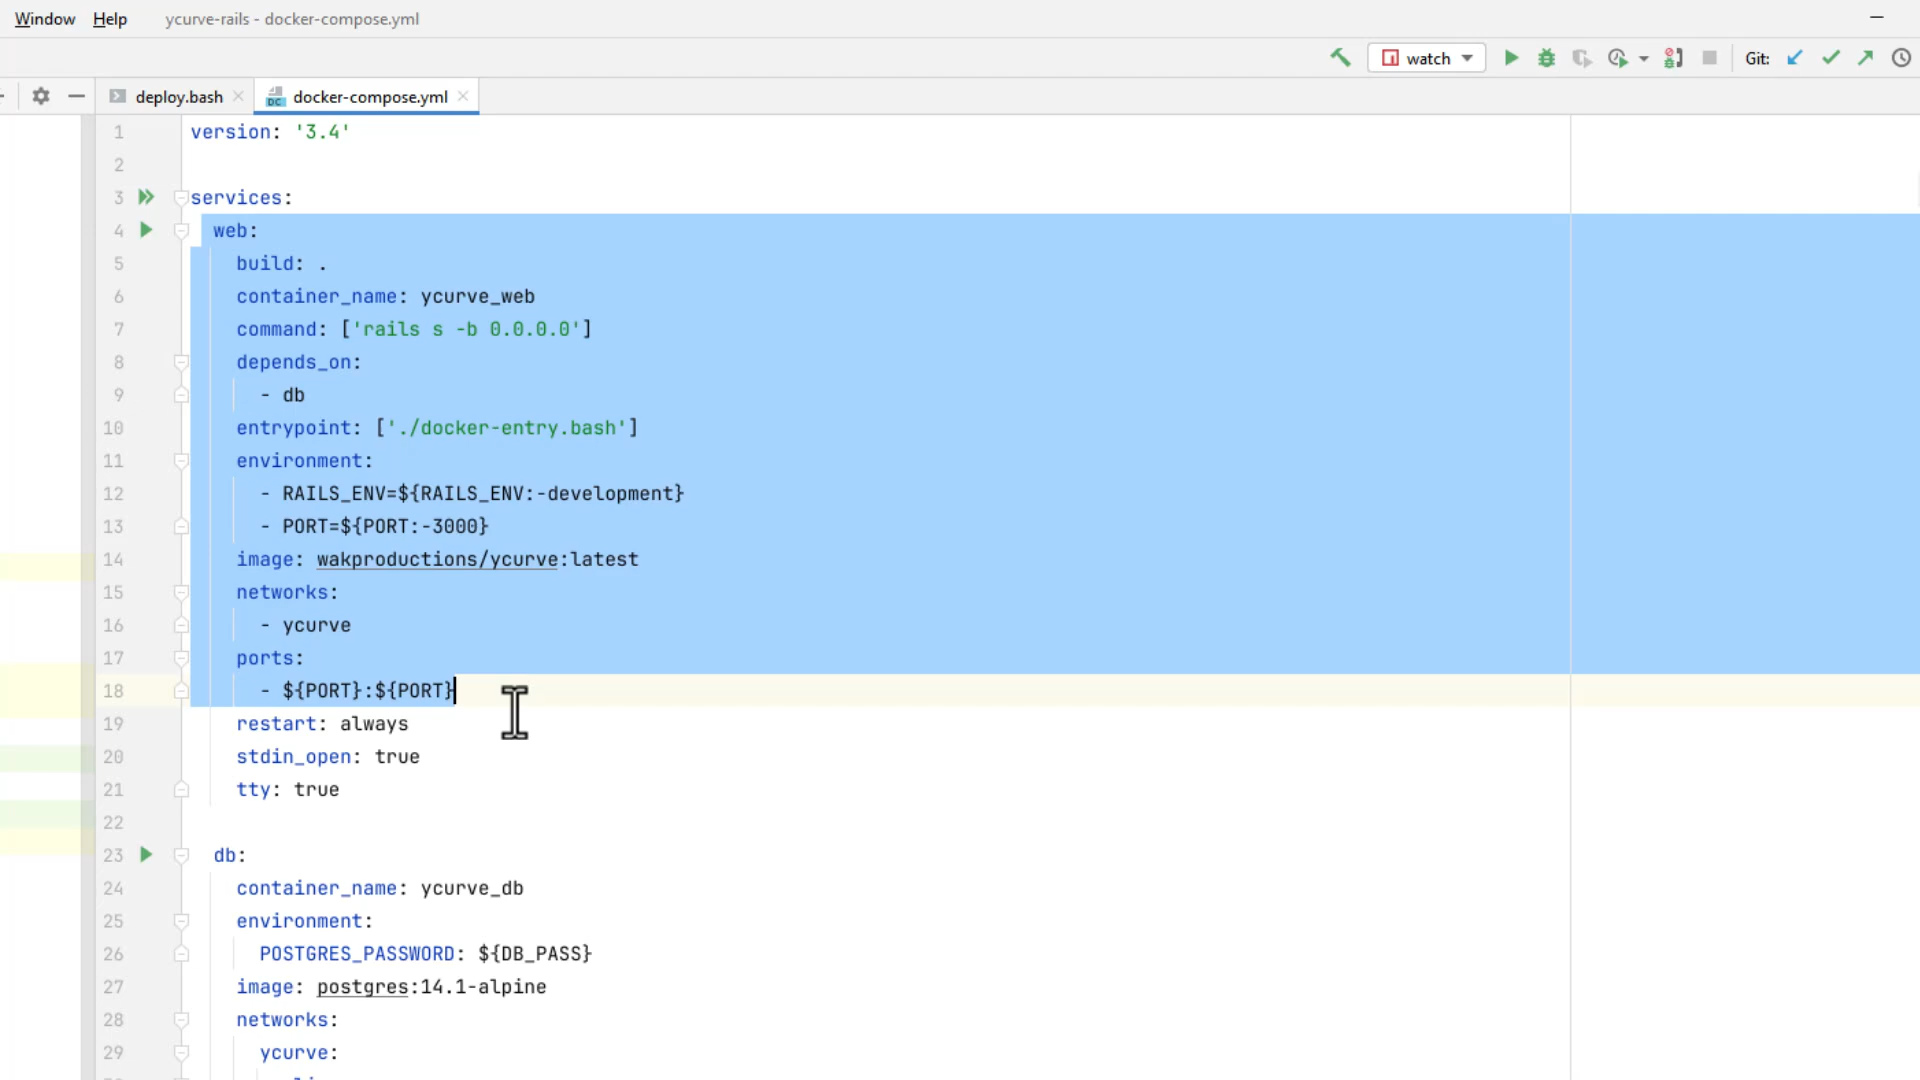 Window Help ycurve-rails - docker-compose.yml
watch Git:
deploy.bash docker-compose.yml
1 version: '3.4'
2
3 services:
4 web:
5 build: .
6 container_name: ycurve_web
7 command: ['rails s -b 0.0.0.0']
8 depends_on:
9 - db
10 entrypoint: ['./docker-entry.bash']
11 environment:
12 - RAILS_ENV=${RAILS_ENV:-development}
13 - PORT=${PORT:-3000}
14 image: wakproductions/ycurve:latest
15 networks:
16 - ycurve
17 ports:
18 - ${PORT}:${PORT}
19 restart: always
20 stdin_open: true
21 tty: true
22
23 db:
24 container_name: ycurve_db
25 environment:
26 POSTGRES_PASSWORD: ${DB_PASS}
27 image: postgres:14.1-alpine
28 networks:
29 ycurve: